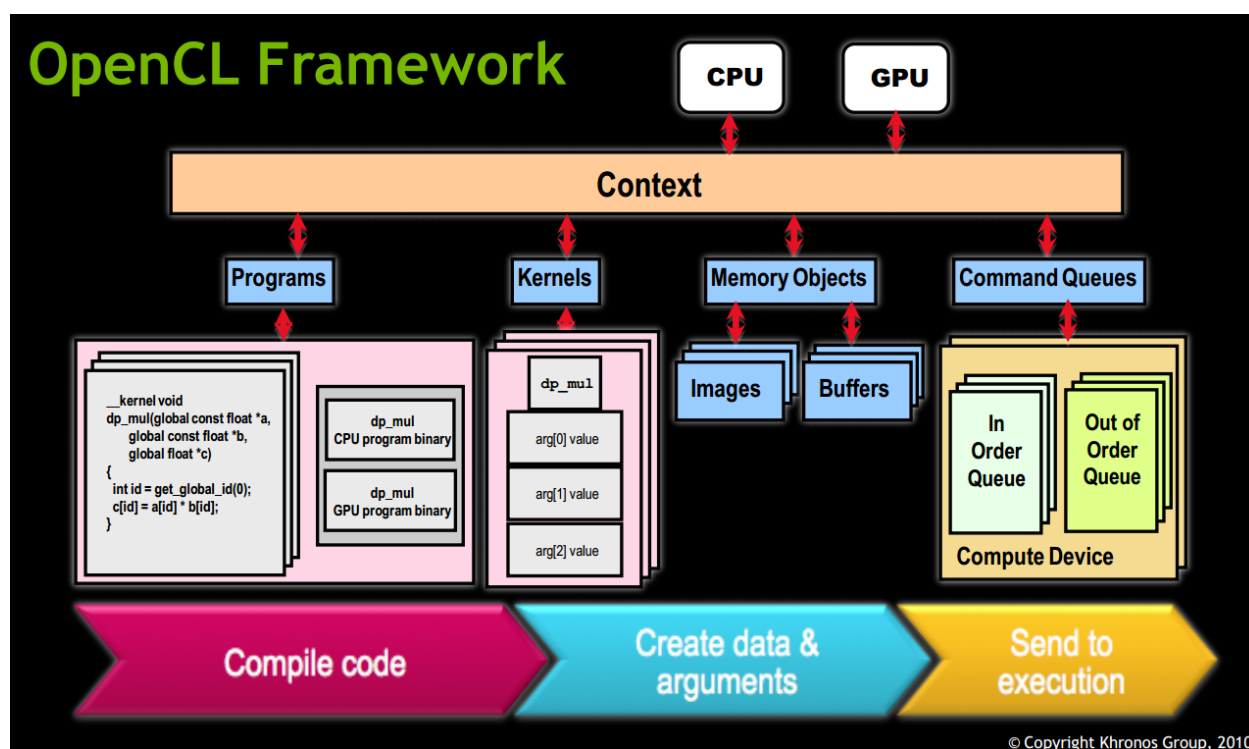 OpenCL Framework
CPU
GPU
Context
Programs
Kernels
Memory Objects
Command Queues
__kernel void
dp_mul(global const float *a,
global const float *b,
global float *c)
{
int id = get_global_id(0);
c[id] = a[id] * b[id];
}
dp_mul
CPU program binary
dp_mul
GPU program binary
dp_mul
arg[0] value
arg[1] value
arg[2] value
Images
Buffers
In
Order
Queue
Out of
Order
Queue
Compute Device
Compile code
Create data &
arguments
Send to
execution
© Copyright Khronos Group, 2010